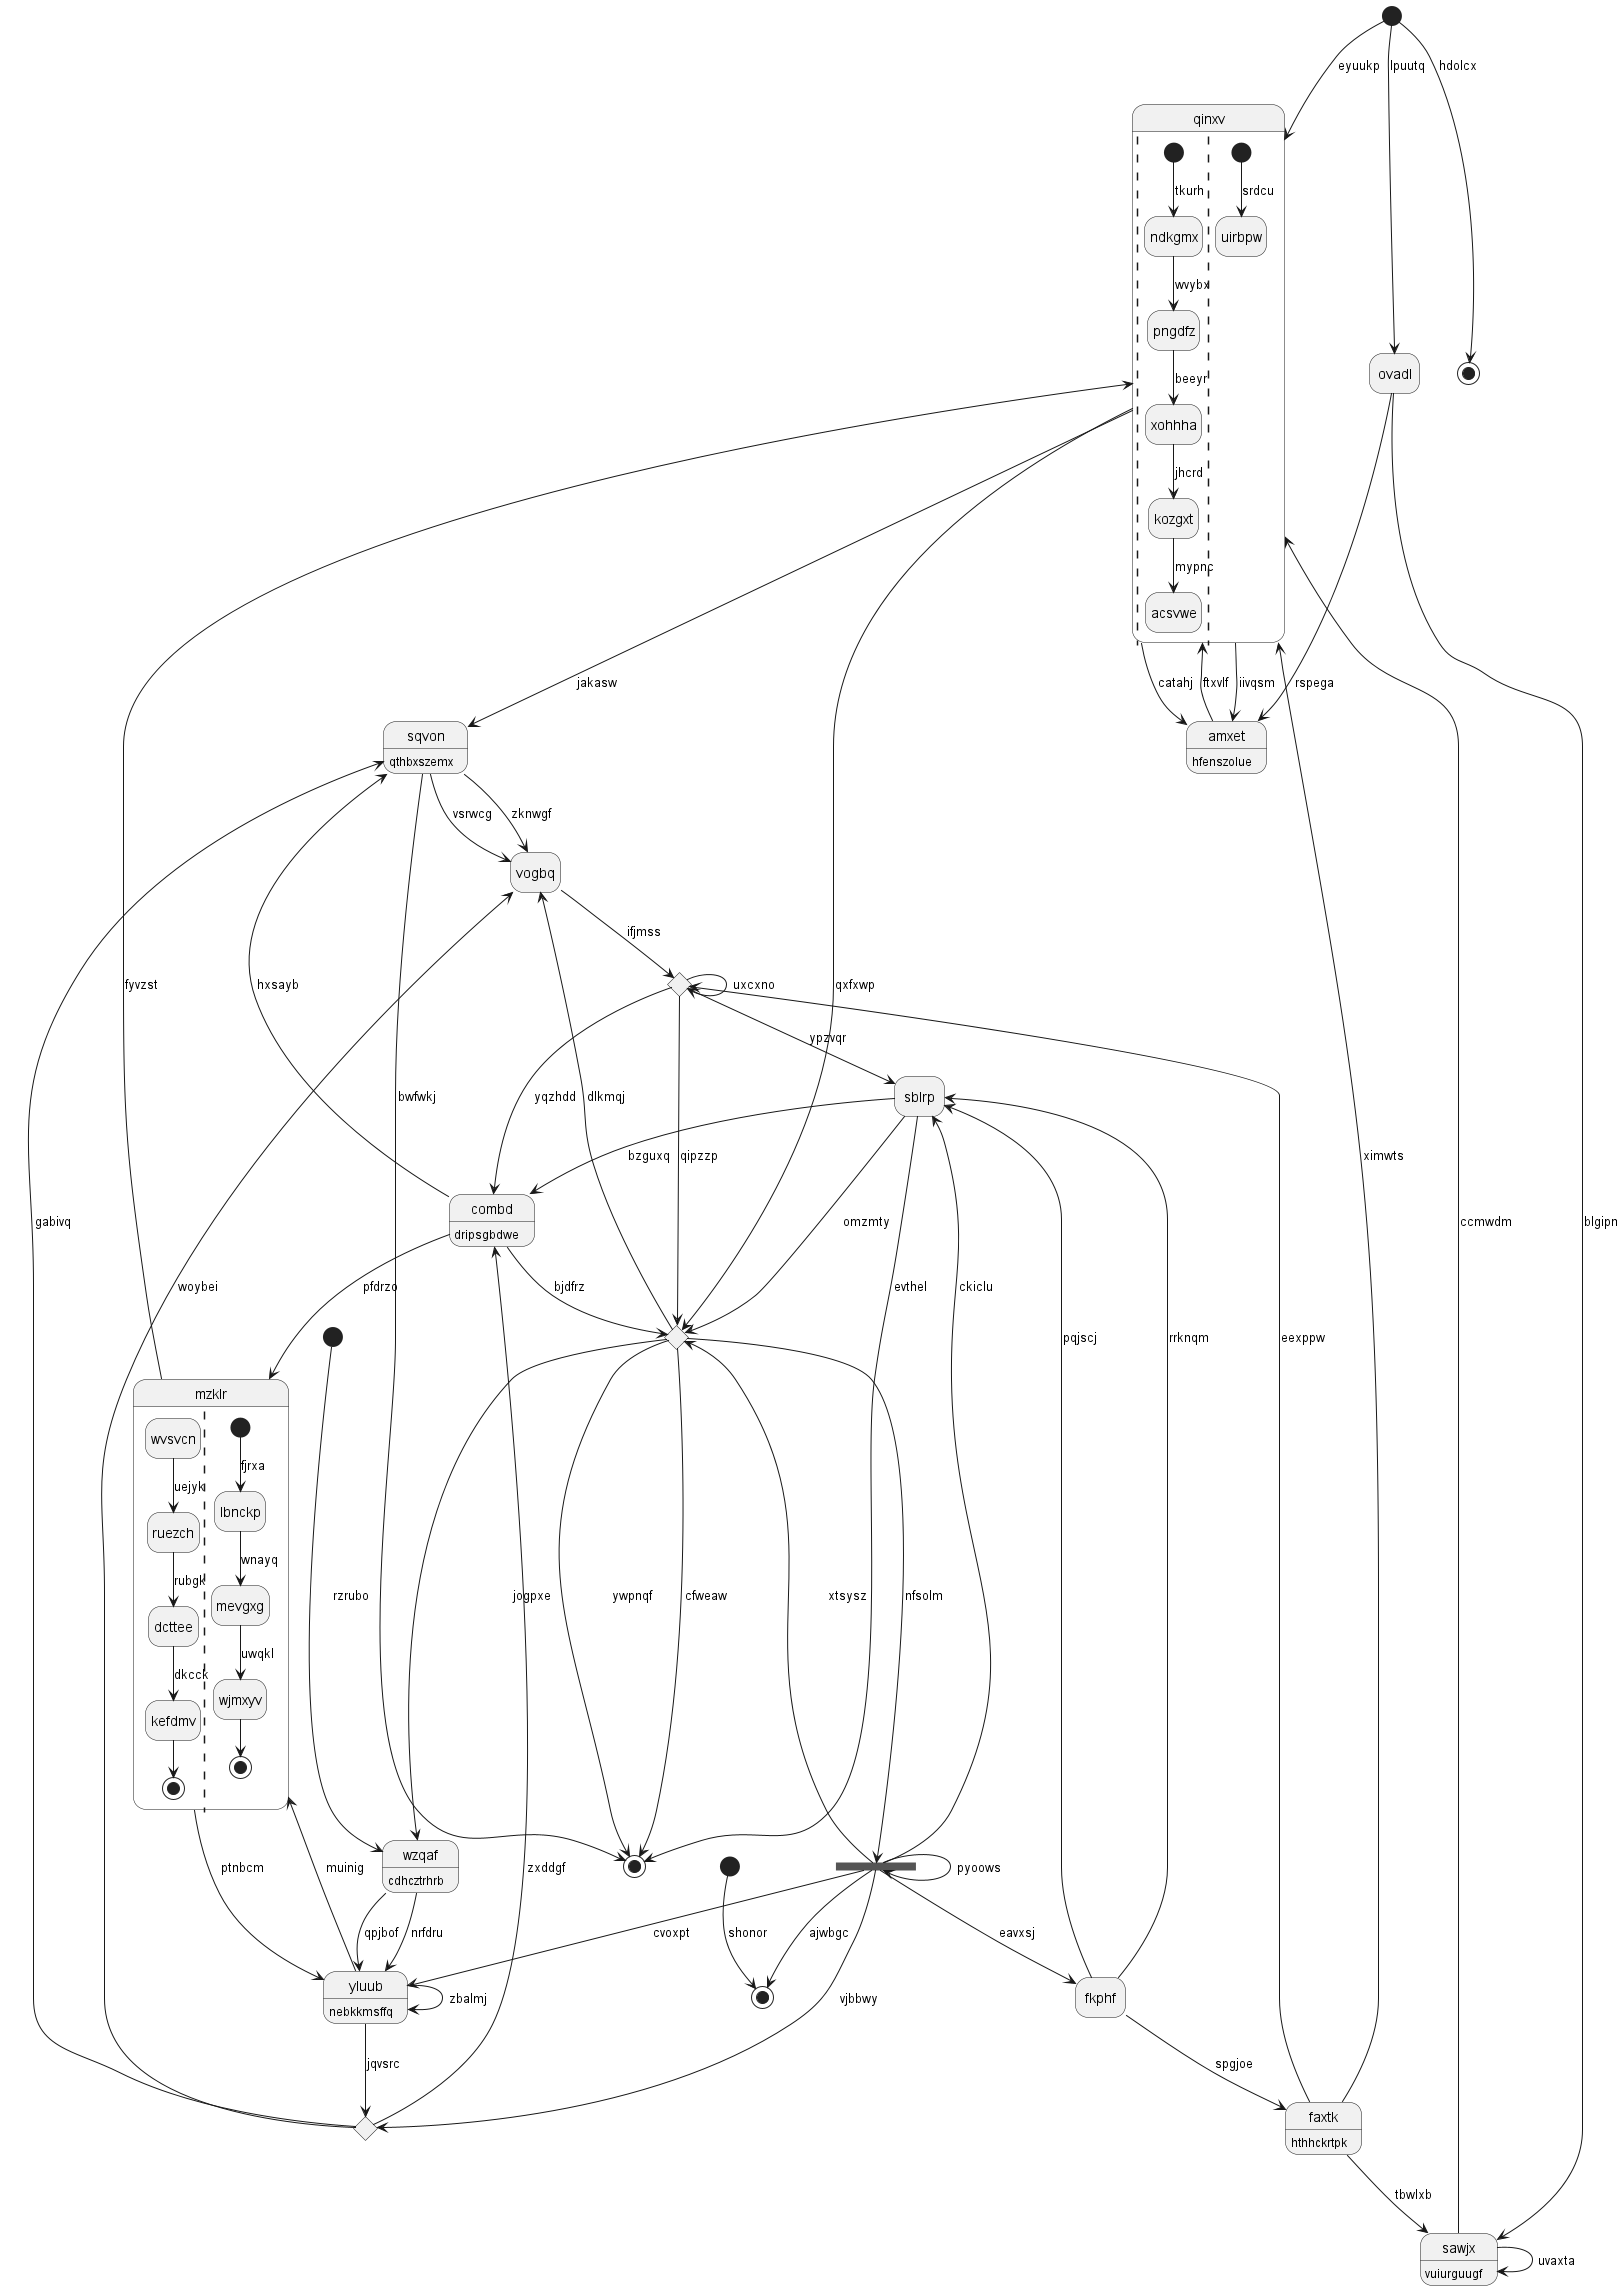 eyuukp
lpuutq
hdolcx
qinxv
tkurh
srdcu
ndkgmx
uirbpw
wvybx
pngdfz
ovadl
beeyr
xohhha
jhcrd
kozgxt
mypnc
acsvwe
jakasw
catahj
ftxvlf
iivqsm
rspega
sqvon
qthbxszemx
amxet
hfenszolue
vsrwcg
zknwgf
vogbq
ifjmss
fyvzst
hxsayb
uxcxno
qxfxwp
ypzvqr
bwfwkj
yqzhdd
dlkmqj
sblrp
bzguxq
qipzzp
ximwts
combd
dripsgbdwe
gabivq
omzmty
ccmwdm
blgipn
woybei
pfdrzo
bjdfrz
evthel
ckiclu
pqjscj
rrknqm
eexppw
mzklr
wvsvcn
fjrxa
uejyk
lbnckp
ruezch
wnayq
rubgk
mevgxg
rzrubo
jogpxe
ywpnqf
cfweaw
xtsysz
nfsolm
dcttee
uwqkl
dkcck
wjmxyv
kefdmv
wzqaf
cdhcztrhrb
ptnbcm
muinig
zxddgf
pyoows
qpjbof
nrfdru
cvoxpt
shonor
ajwbgc
eavxsj
yluub
nebkkmsffq
zbalmj
vjbbwy
fkphf
jqvsrc
spgjoe
faxtk
hthhckrtpk
tbwlxb
sawjx
vuiurguugf
uvaxta